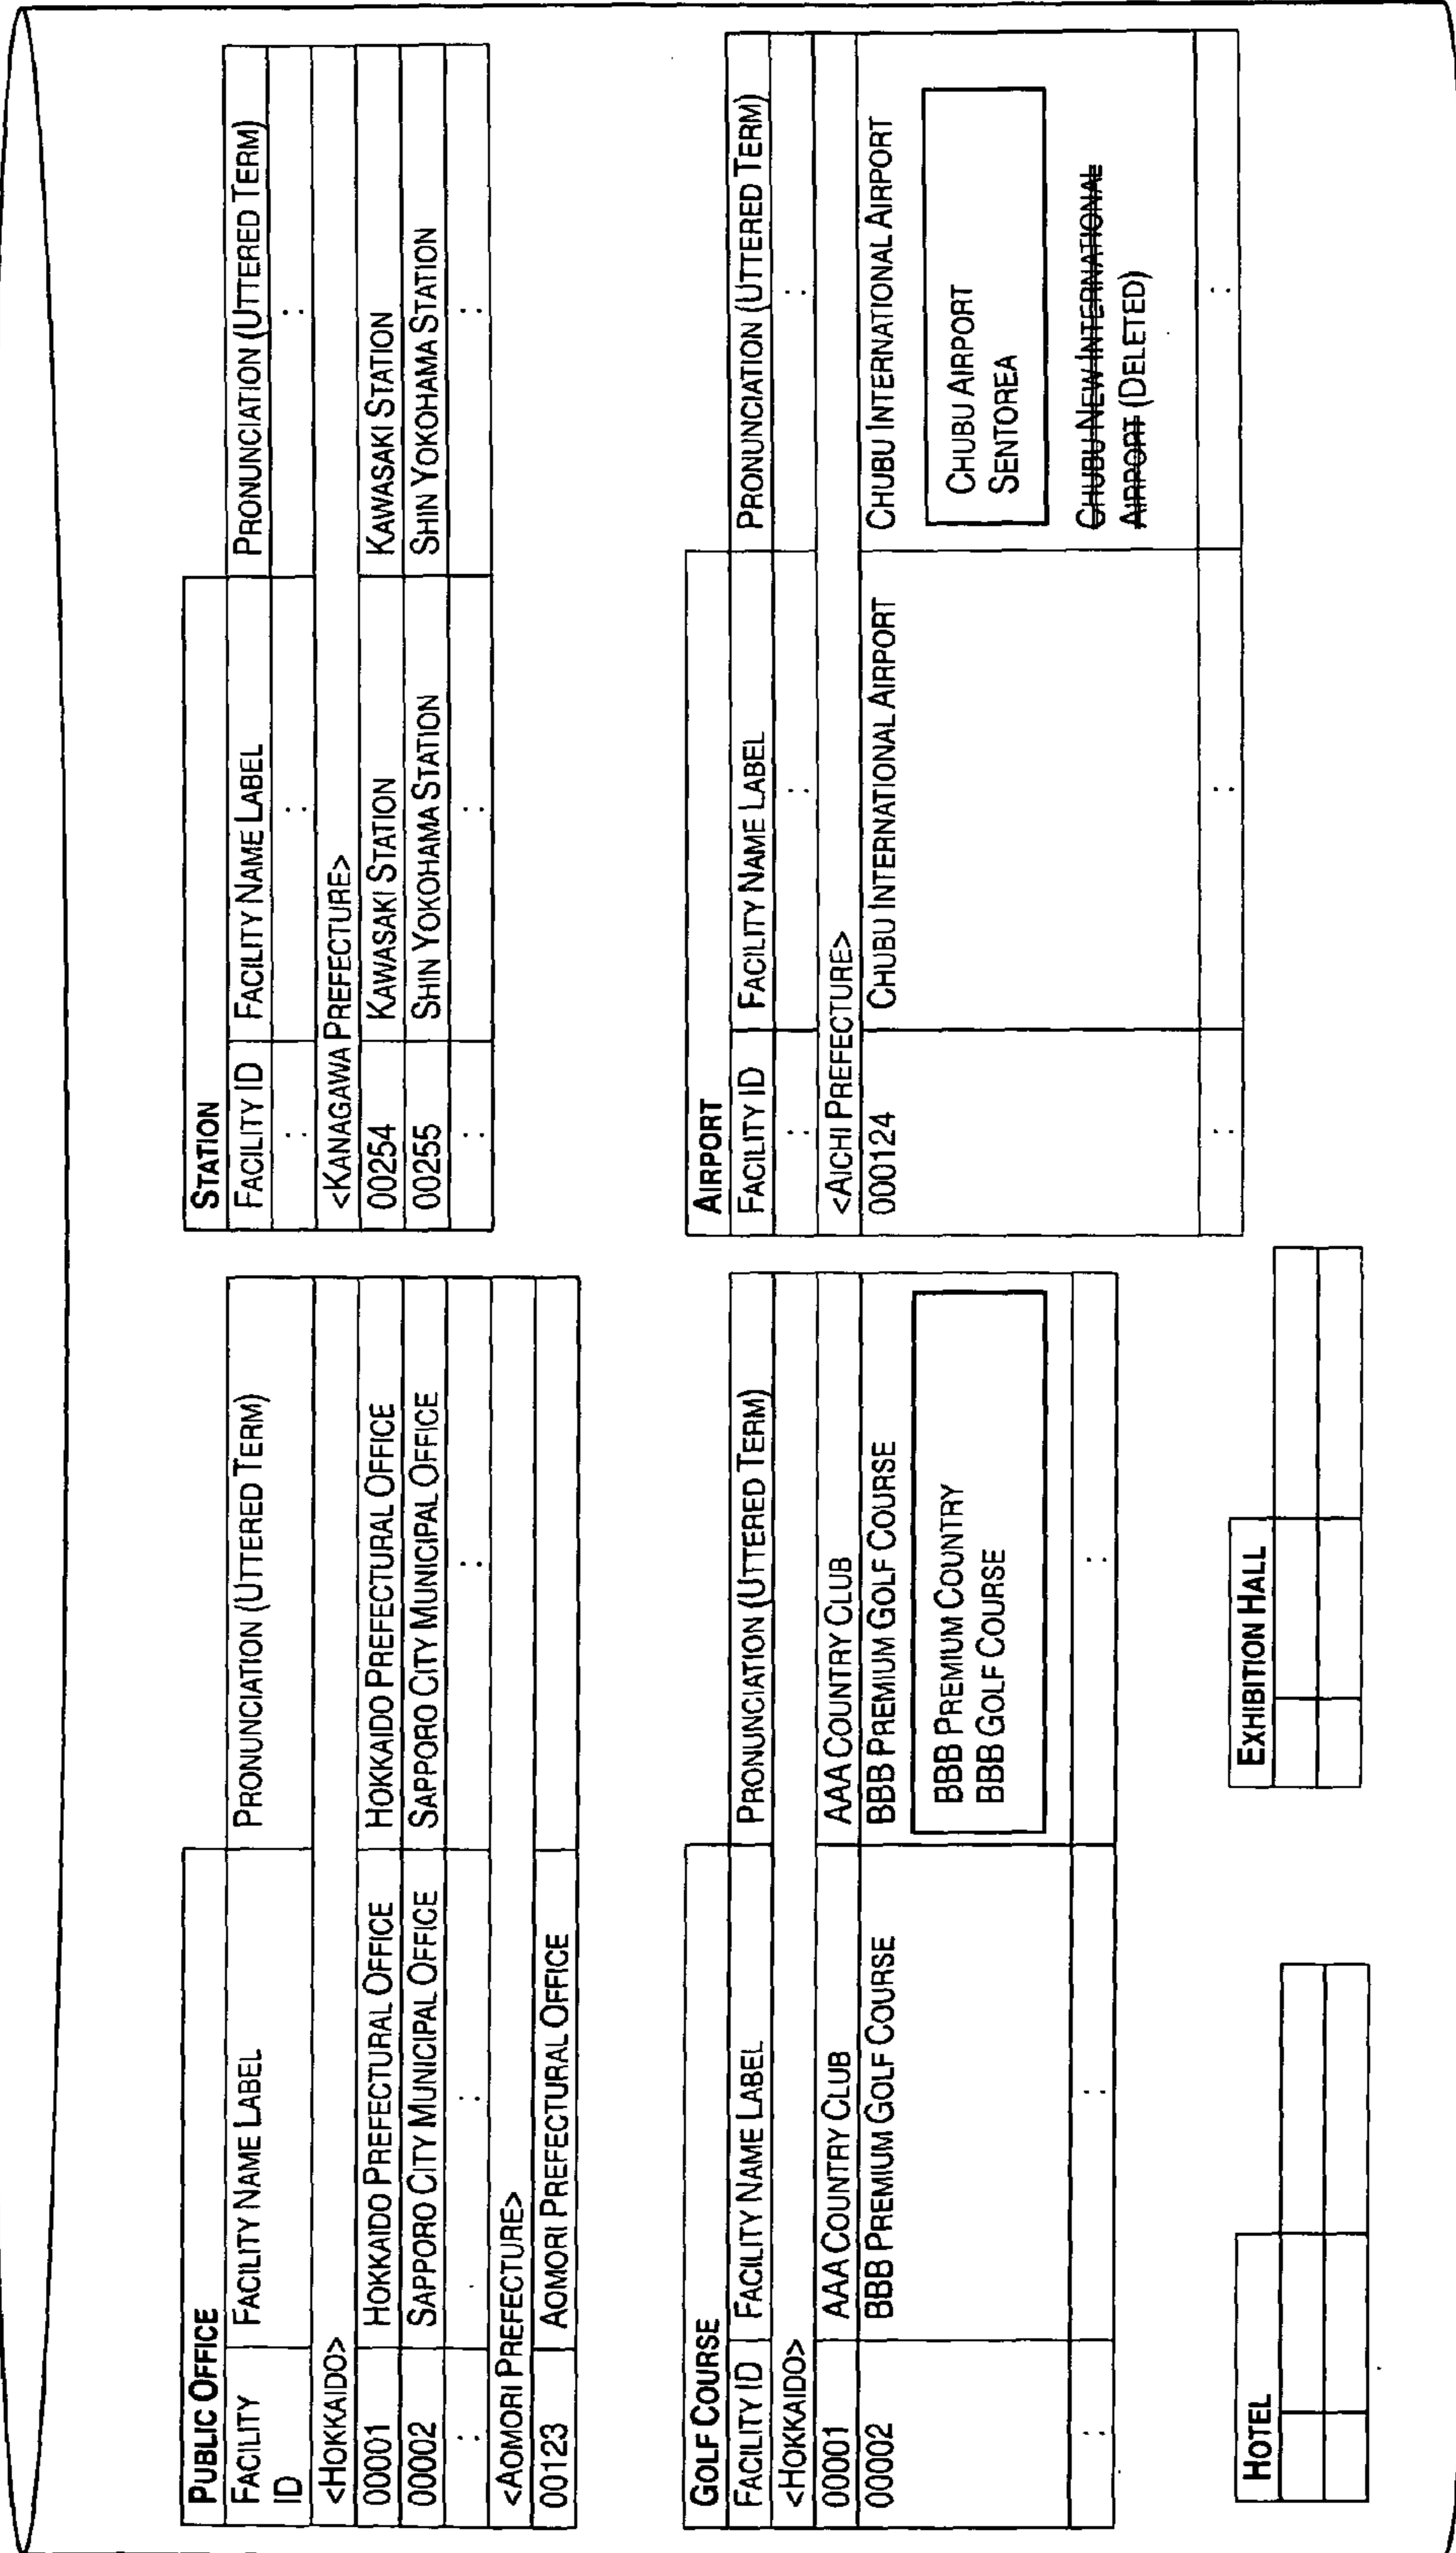 PUBLIC OFFICE
FACILITY ID FACILITY NAME LABEL PRONUNCIATION (UTTERED TERM)
<HOKKAIDO>
00001 HOKKAIDO PREFECTURAL OFFICE HOKKAIDO PREFECTURAL OFFICE
00002 SAPPORO CITY MUNICIPAL OFFICE SAPPORO CITY MUNICIPAL OFFICE
: : :
<AOMORI PREFECTURE>
00123 AOMORI PREFECTURAL OFFICE
STATION
FACILITY ID FACILITY NAME LABEL PRONUNCIATION (UTTERED TERM)
: : :
<KANAGAWA PREFECTURE>
00254 KAWASAKI STATION KAWASAKI STATION
00255 SHIN YOKOHAMA STATION SHIN YOKOHAMA STATION
: : :
GOLF COURSE
FACILITY ID FACILITY NAME LABEL PRONUNCIATION (UTTERED TERM)
<HOKKAIDO>
00001 AAA COUNTRY CLUB AAA COUNTRY CLUB
00002 BBB PREMIUM GOLF COURSE BBB PREMIUM GOLF COURSE
BBB PREMIUM COUNTRY
BBB GOLF COURSE
: : :
AIRPORT
FACILITY ID FACILITY NAME LABEL PRONUNCIATION (UTTERED TERM)
: : :
<AICHI PREFECTURE>
000124 CHUBU INTERNATIONAL AIRPORT CHUBU INTERNATIONAL AIRPORT
CHUBU AIRPORT
SENTOREA
CHUBU NEW INTERNATIONAL
AIRPORT (DELETED)
: : :
HOTEL
EXHIBITION HALL